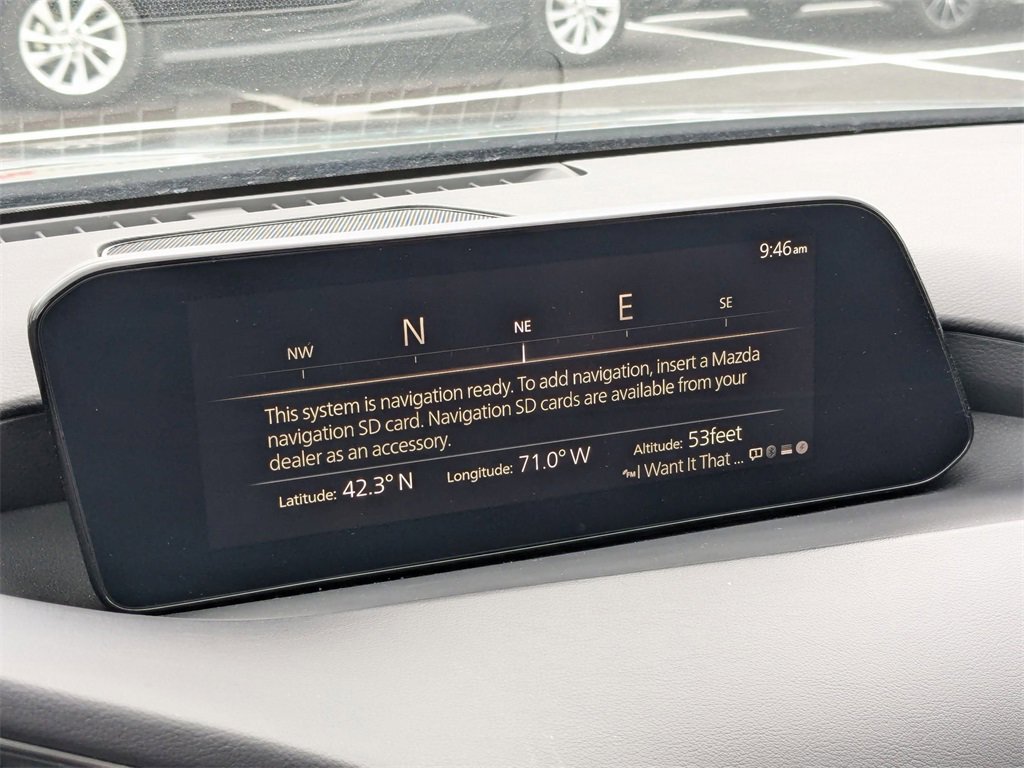 9:46am
NW N NE E SE
This system is navigation ready. To add navigation, insert a Mazda
navigation SD card. Navigation SD cards are available from your
dealer as an accessory.
Latitude: 42.3° N Longitude: 71.0° W Altitude: 53feet
FM I Want It That ...